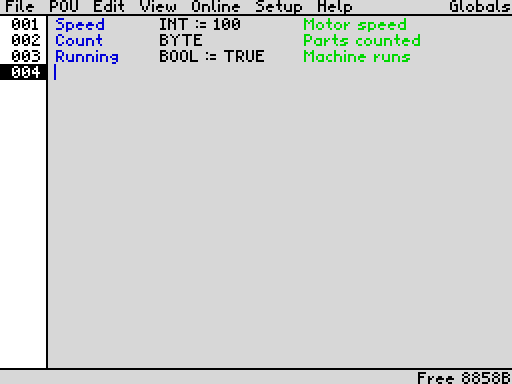 File POU Edit View Online Setup Help Globals
001 Speed INT := 100 Motor speed
002 Count BYTE Parts counted
003 Running BOOL := TRUE Machine runs
004
Free 8858B